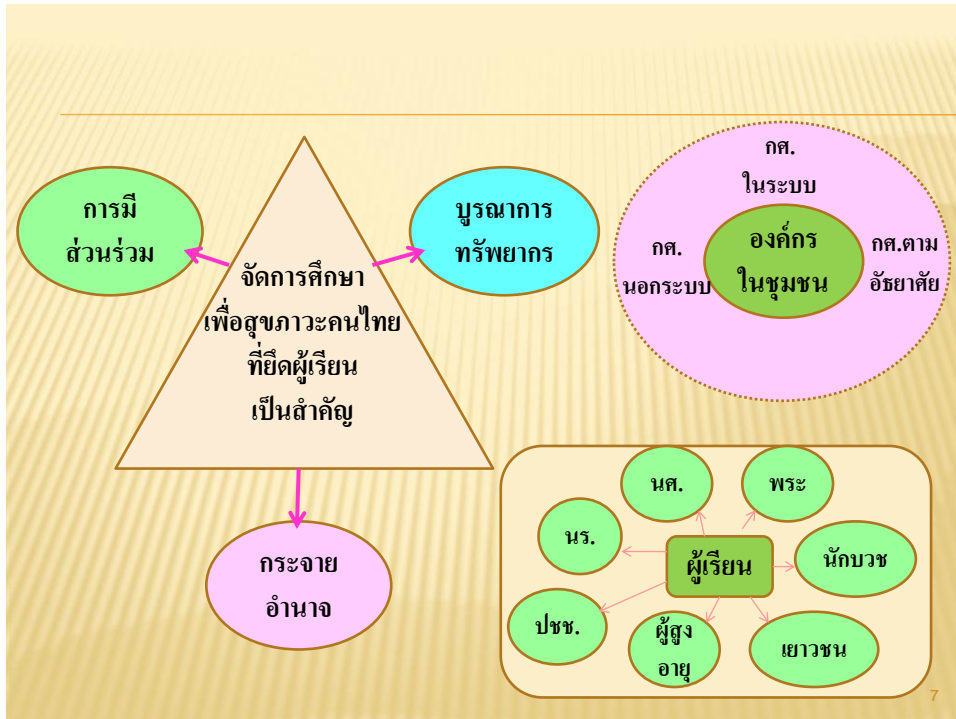 การมี
ส่วนร่วม
บูรณาการ
ทรัพยากร
จัดการศึกษา
เพื่อสุขภาวะคนไทย
ที่ยึดผู้เรียน
เป็นสำคัญ
กระจาย
อำนาจ
กศ.
ในระบบ
กศ.
นอกระบบ
องค์กร
ในชุมชน
กศ.ตาม
อัธยาศัย
นศ.
พระ
นร.
ผู้เรียน
นักบวช
ปชช.
ผู้สูง
อายุ
เยาวชน
7